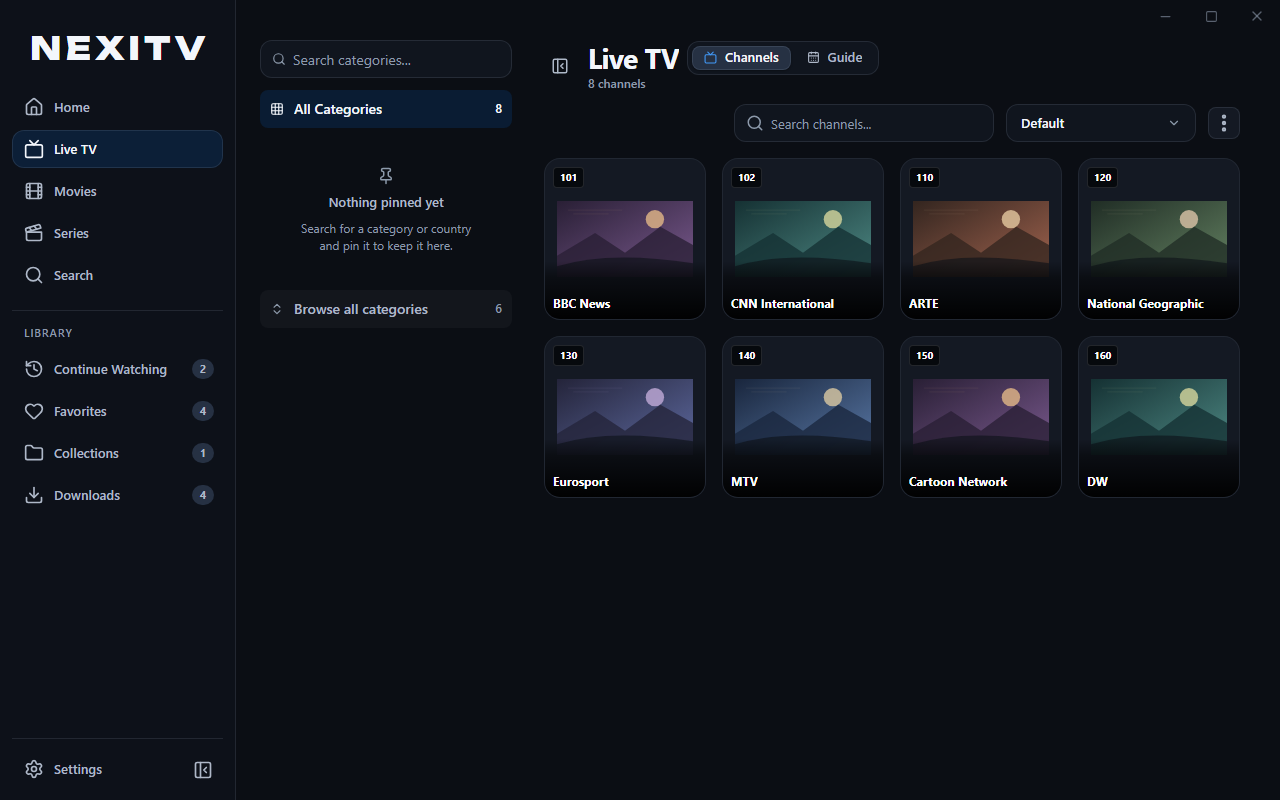 NEXITV
Home
Live TV
Movies
Series
Search
LIBRARY
Continue Watching 2
Favorites 4
Collections 1
Downloads 4
Settings
Search categories...
All Categories 8
Nothing pinned yet
Search for a category or country
and pin it to keep it here.
Browse all categories 6
Live TV
Channels
Guide
8 channels
Search channels...
Default
101
BBC News
102
CNN International
110
ARTE
120
National Geographic
130
Eurosport
140
MTV
150
Cartoon Network
160
DW